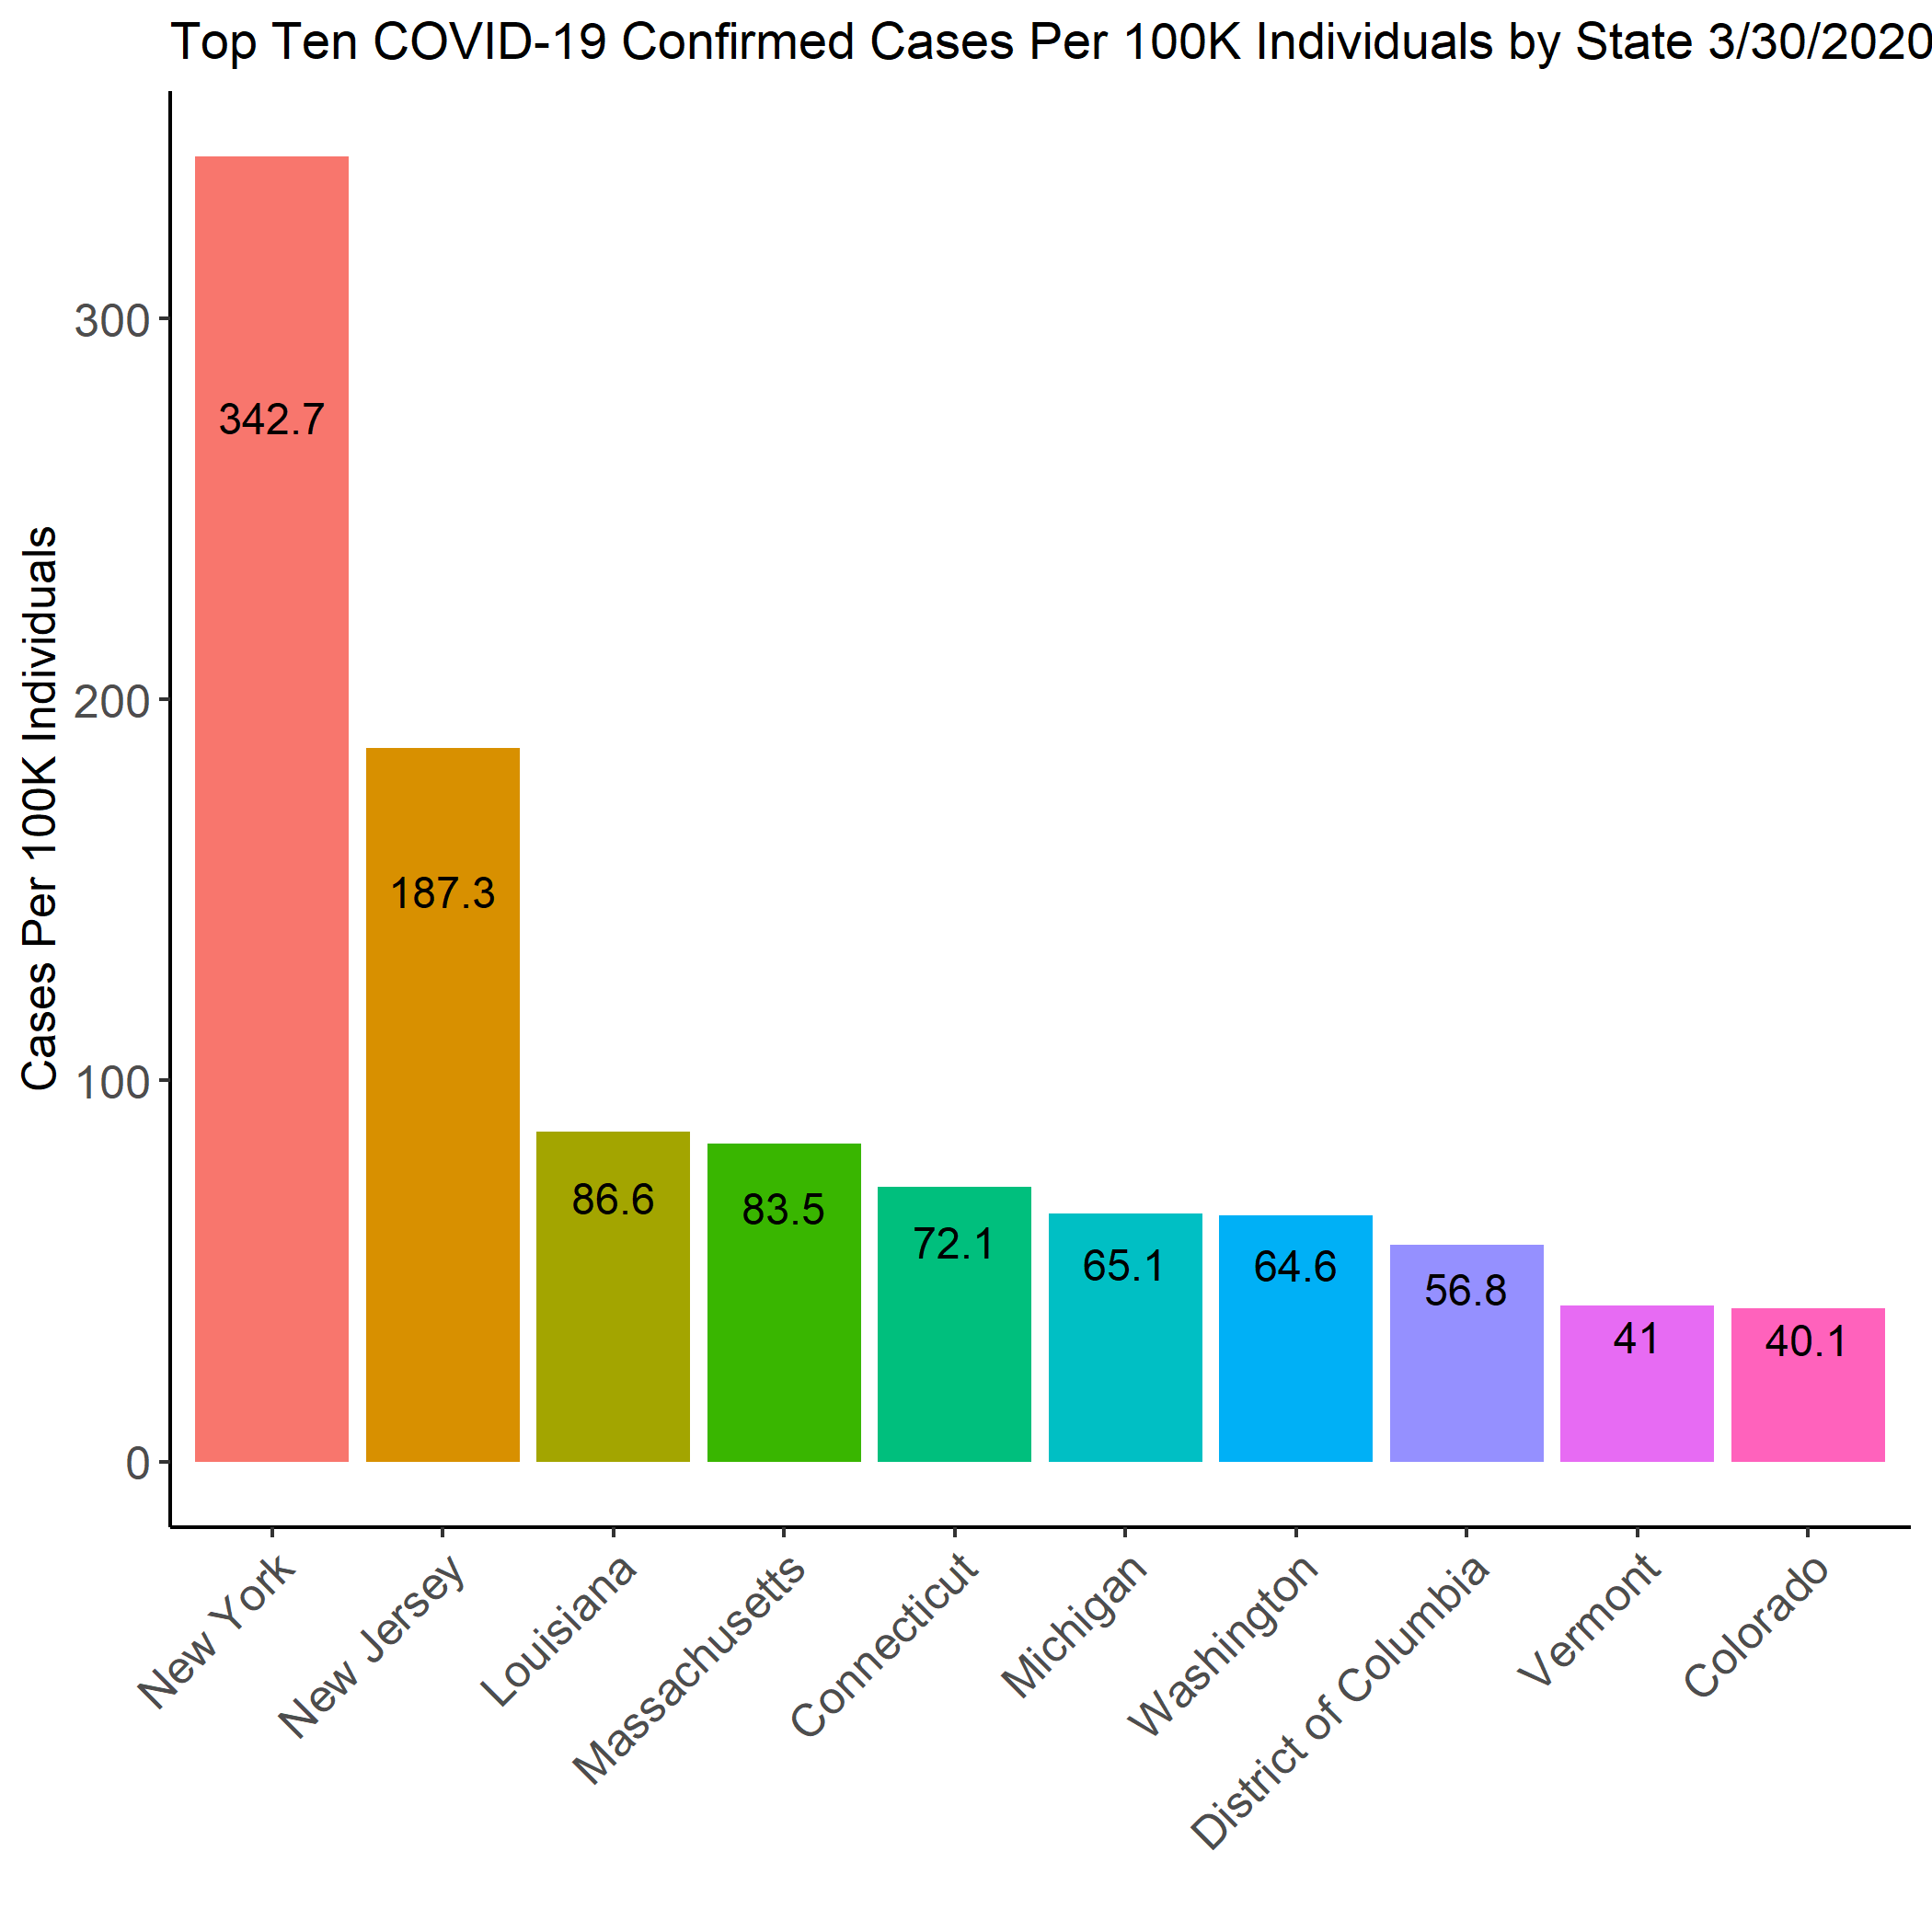 Top Ten COVID-19 Confirmed Cases Per 100K Individuals by State 3/30/2020
Cases Per 100K Individuals
300
200
100
0
342.7
187.3
86.6
83.5
72.1
65.1
64.6
56.8
41
40.1
New York
New Jersey
Louisiana
Massachusetts
Connecticut
Michigan
Washington
District of Columbia
Vermont
Colorado